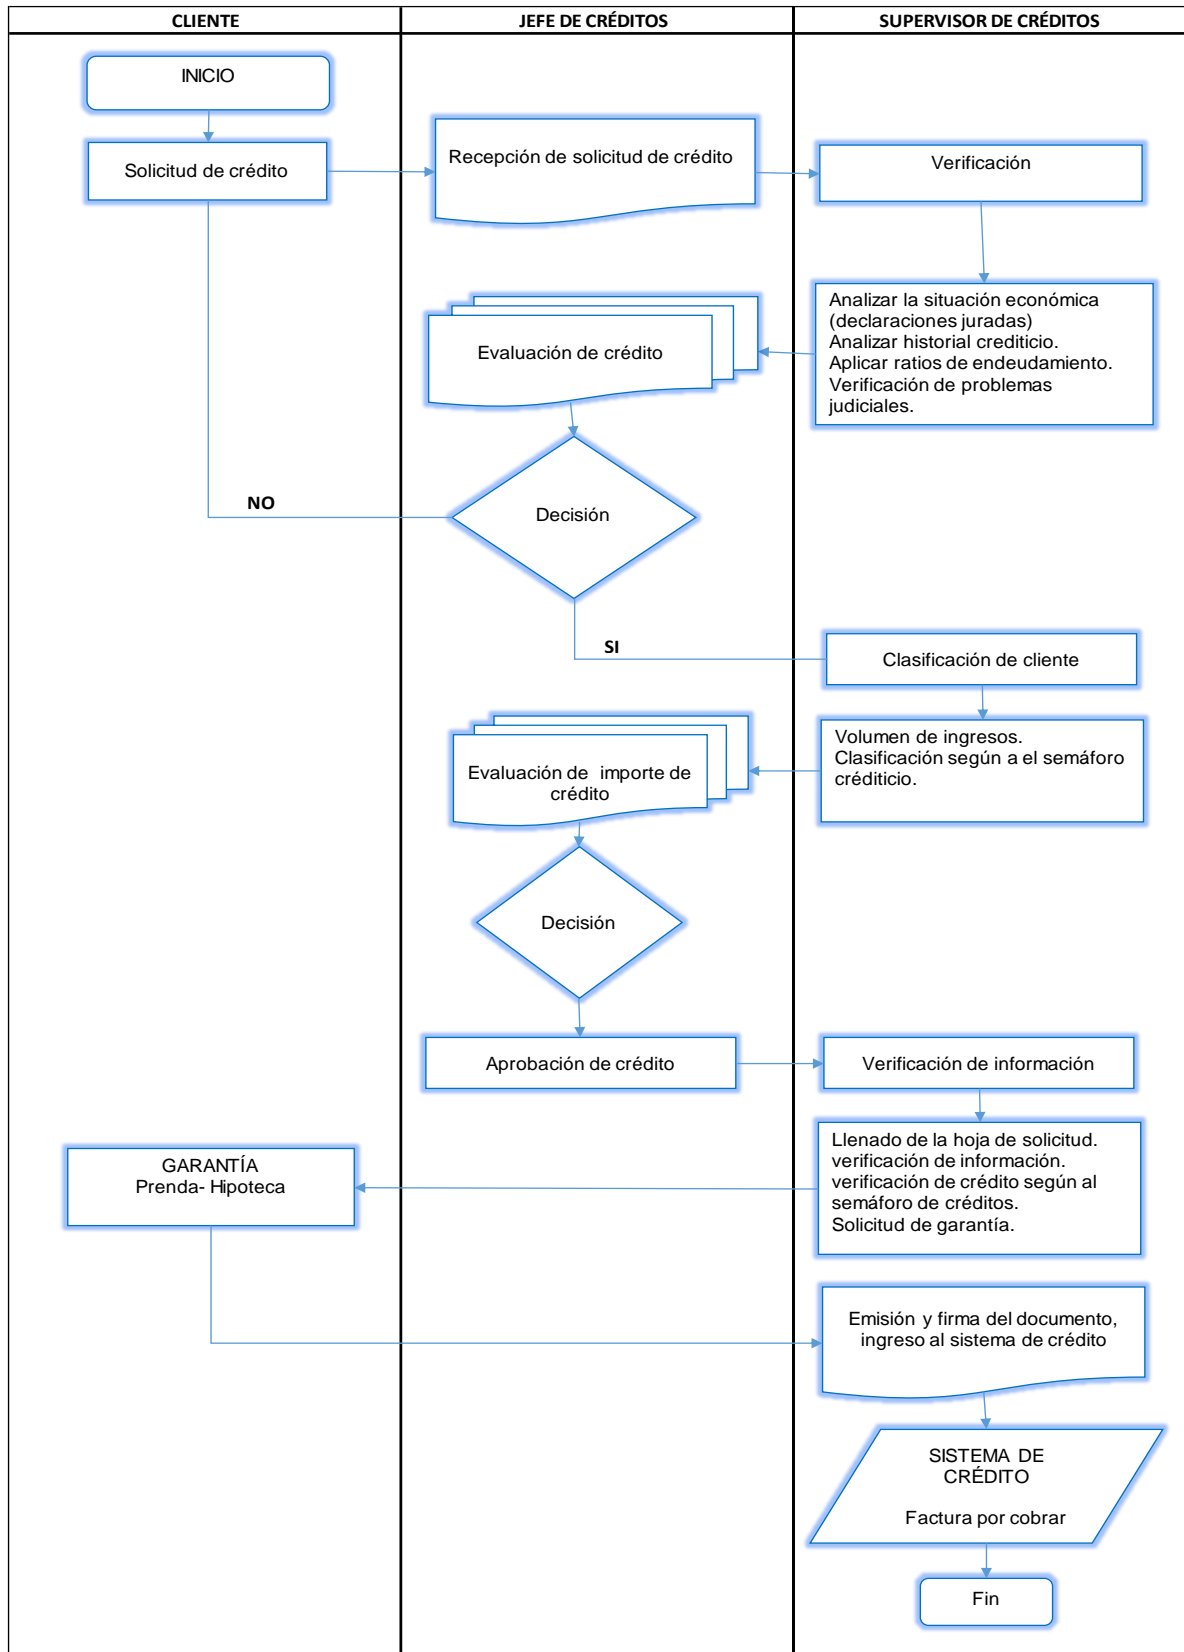 CLIENTE
JEFE DE CRÉDITOS
SUPERVISOR DE CRÉDITOS
INICIO
Solicitud de crédito
Recepción de solicitud de crédito
Verificación
Analizar la situación económica
(declaraciones juradas)
Analizar historial crediticio.
Aplicar ratios de endeudamiento.
Verificación de problemas
judiciales.
Evaluación de crédito
Decisión
NO
SI
Clasificación de cliente
Volumen de ingresos.
Clasificación según a el semáforo
créditicio.
Evaluación de importe de
crédito
Decisión
Aprobación de crédito
Verificación de información
Llenado de la hoja de solicitud.
verificación de información.
verificación de crédito según al
semáforo de créditos.
Solicitud de garantía.
GARANTÍA
Prenda- Hipoteca
Emisión y firma del documento,
ingreso al sistema de crédito
SISTEMA DE
CRÉDITO
Factura por cobrar
Fin